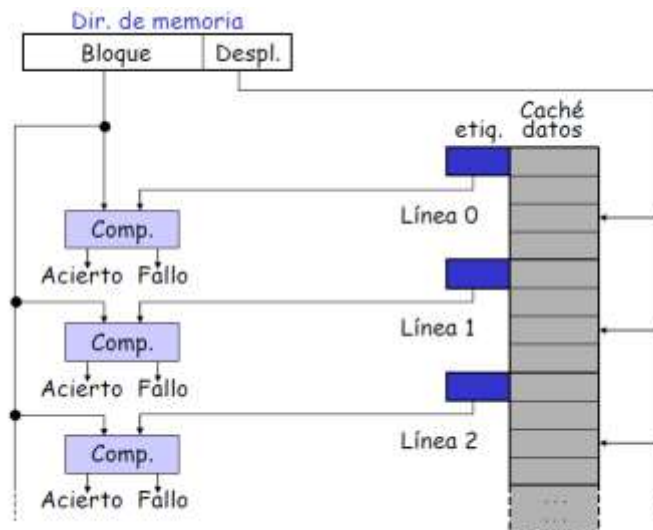 Dir. de memoria
Bloque Despl.
Caché
etiq. datos
Línea 0
Comp.
Acierto Fallo
Línea 1
Comp.
Acierto Fallo
Línea 2
Comp.
Acierto Fallo
. . .
. . .